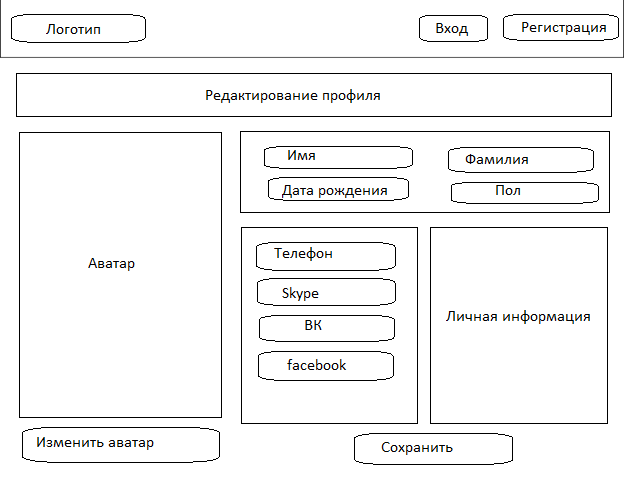 Логотип
Вход
Регистрация
Редактирование профиля
Аватар
Имя
Фамилия
Дата рождения
Пол
Телефон
Skype
ВК
facebook
Личная информация
Изменить аватар
Сохранить